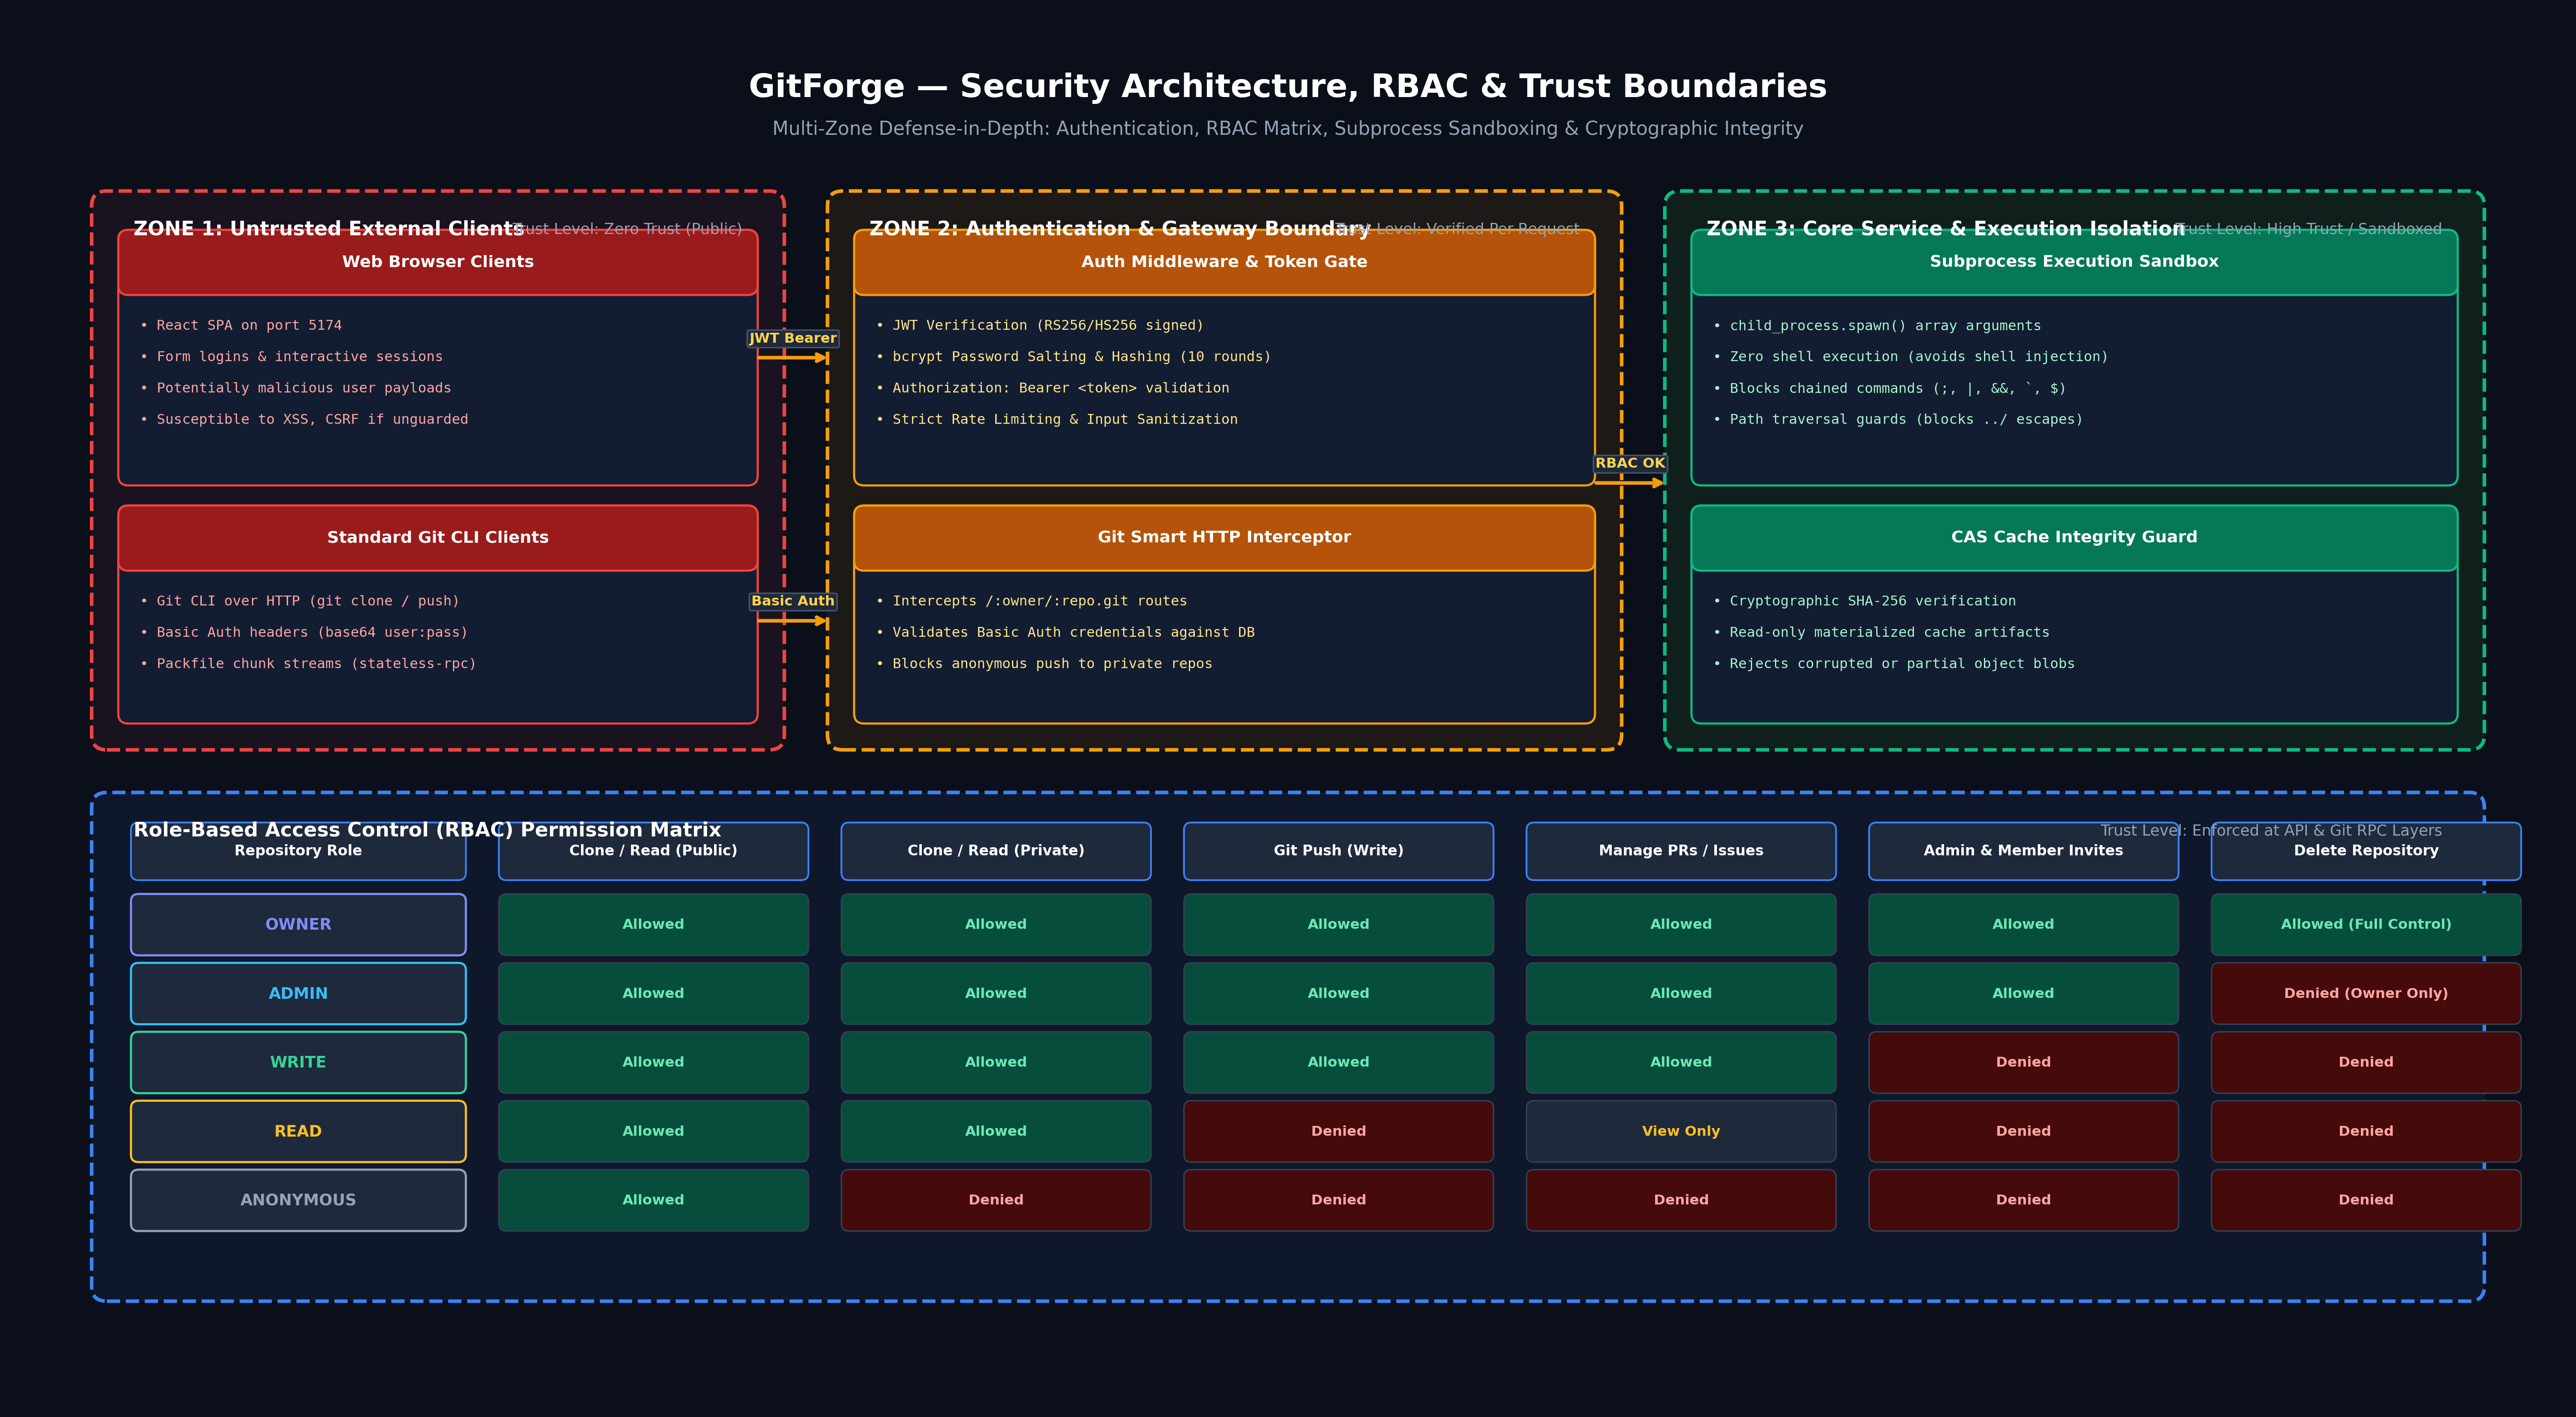 GitForge — Security Architecture, RBAC & Trust Boundaries
Multi-Zone Defense-in-Depth: Authentication, RBAC Matrix, Subprocess Sandboxing & Cryptographic Integrity
ZONE 1: Untrusted External Clients
Trust Level: Zero Trust (Public)
Web Browser Clients
• React SPA on port 5174
• Form logins & interactive sessions
• Potentially malicious user payloads
• Susceptible to XSS, CSRF if unguarded
Standard Git CLI Clients
• Git CLI over HTTP (git clone / push)
• Basic Auth headers (base64 user:pass)
• Packfile chunk streams (stateless-rpc)
JWT Bearer
Basic Auth
ZONE 2: Authentication & Gateway Boundary
Trust Level: Verified Per Request
Auth Middleware & Token Gate
• JWT Verification (RS256/HS256 signed)
• bcrypt Password Salting & Hashing (10 rounds)
• Authorization: Bearer <token> validation
• Strict Rate Limiting & Input Sanitization
Git Smart HTTP Interceptor
• Intercepts /:owner/:repo.git routes
• Validates Basic Auth credentials against DB
• Blocks anonymous push to private repos
RBAC OK
ZONE 3: Core Service & Execution Isolation
Trust Level: High Trust / Sandboxed
Subprocess Execution Sandbox
• child_process.spawn() array arguments
• Zero shell execution (avoids shell injection)
• Blocks chained commands (;, |, &&, `, $)
• Path traversal guards (blocks ../ escapes)
CAS Cache Integrity Guard
• Cryptographic SHA-256 verification
• Read-only materialized cache artifacts
• Rejects corrupted or partial object blobs
Role-Based Access Control (RBAC) Permission Matrix
Trust Level: Enforced at API & Git RPC Layers
Repository Role Clone / Read (Public) Clone / Read (Private) Git Push (Write) Manage PRs / Issues Admin & Member Invites Delete Repository
OWNER Allowed Allowed Allowed Allowed Allowed Allowed (Full Control)
ADMIN Allowed Allowed Allowed Allowed Allowed Denied (Owner Only)
WRITE Allowed Allowed Allowed Allowed Denied Denied
READ Allowed Allowed Denied View Only Denied Denied
ANONYMOUS Allowed Denied Denied Denied Denied Denied